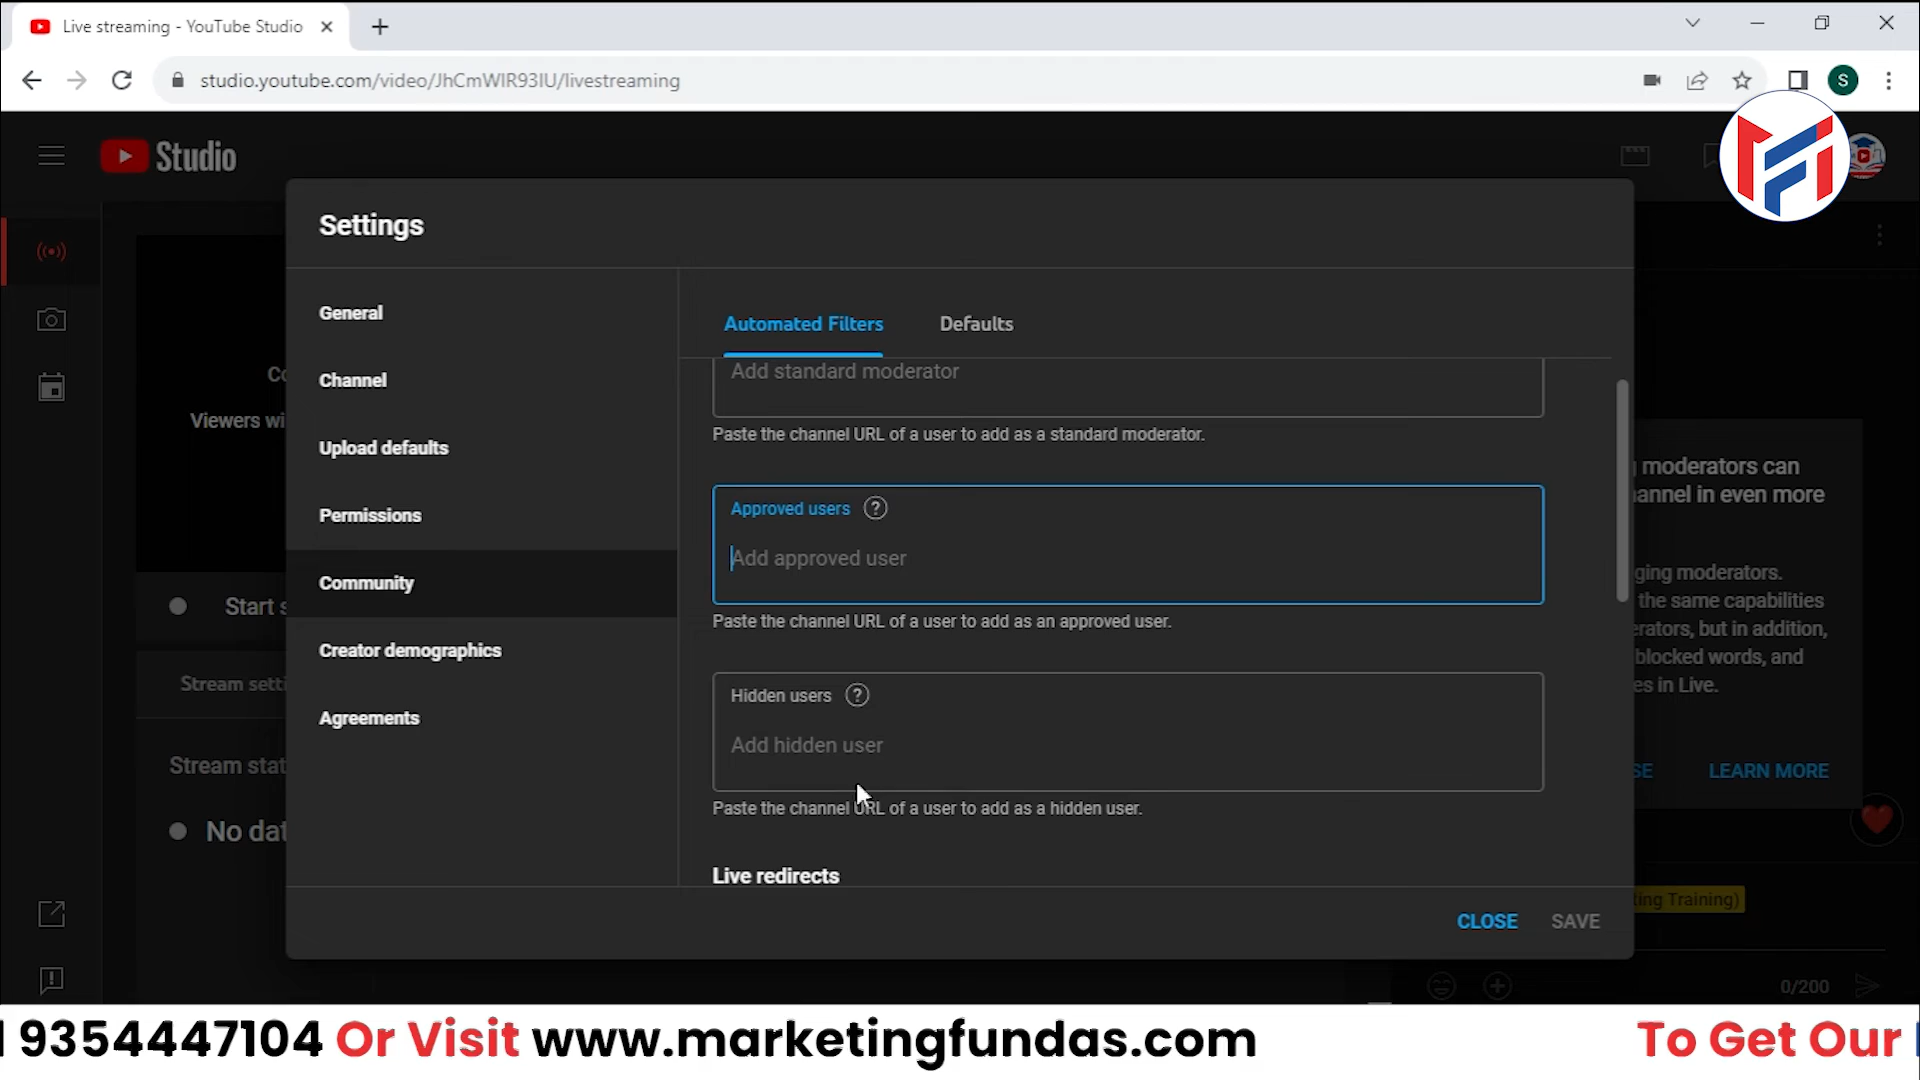 Live streaming - YouTube Studio
studio.youtube.com/video/JhCmWIR93IU/livestreaming
S
Studio
Settings
General
Channel
Upload defaults
Permissions
Community
Creator demographics
Agreements
Automated Filters
Defaults
Add standard moderator
Paste the channel URL of a user to add as a standard moderator.
Approved users
Add approved user
Paste the channel URL of a user to add as an approved user.
Hidden users
Add hidden user
Paste the channel URL of a user to add as a hidden user.
Live redirects
CLOSE
SAVE
Viewers wi
Start s
Stream setti
Stream stat
No dat
moderators can
annel in even more
ging moderators.
the same capabilities
erators, but in addition,
blocked words, and
es in Live.
SE
LEARN MORE
ting Training)
0/200
9354447104 Or Visit www.marketingfundas.com
To Get Our